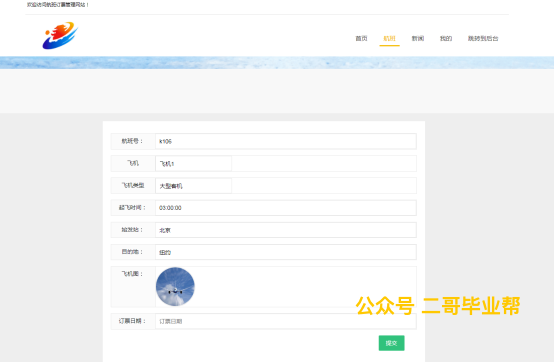 欢迎访问航班订票管理网站！
首页 航班 新闻 我的 跳转到后台
航班号： k106
飞机 飞机1
飞机类型 大型客机
起飞时间： 03:00:00
始发站： 北京
目的地： 纽约
飞机图：
公众号 二哥毕业帮
订票日期： 订票日期
提交